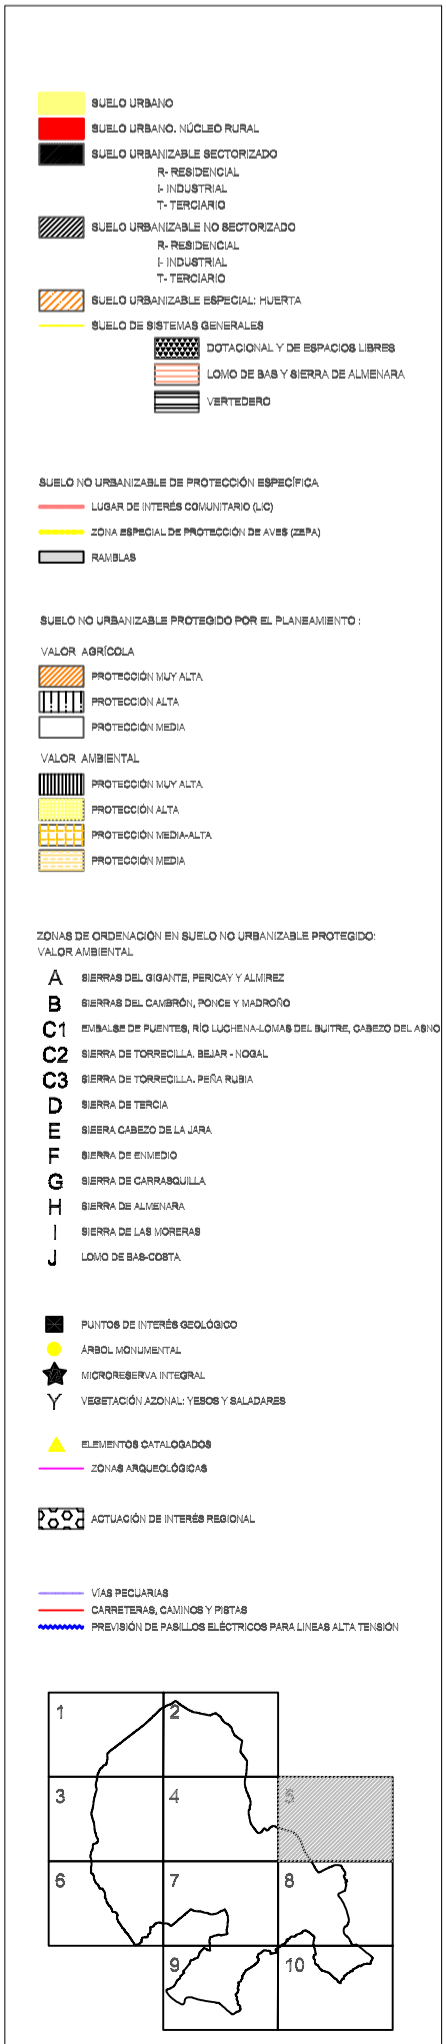 SUELO URBANO
SUELO URBANO. NÚCLEO RURAL
SUELO URBANIZABLE SECTORIZADO
R- RESIDENCIAL
I- INDUSTRIAL
T- TERCIARIO
SUELO URBANIZABLE NO SECTORIZADO
R- RESIDENCIAL
I- INDUSTRIAL
T- TERCIARIO
SUELO URBANIZABLE ESPECIAL: HUERTA
SUELO DE SISTEMAS GENERALES
DOTACIONAL Y DE ESPACIOS LIBRES
LOMO DE BAS Y SIERRA DE ALMENARA
VERTEDERO
SUELO NO URBANIZABLE DE PROTECCIÓN ESPECÍFICA
LUGAR DE INTERÉS COMUNITARIO (LIC)
ZONA ESPECIAL DE PROTECCIÓN DE AVES (ZEPA)
RAMBLAS
SUELO NO URBANIZABLE PROTEGIDO POR EL PLANEAMIENTO :
VALOR AGRÍCOLA
PROTECCIÓN MUY ALTA
PROTECCIÓN ALTA
PROTECCIÓN MEDIA
VALOR AMBIENTAL
PROTECCIÓN MUY ALTA
PROTECCIÓN ALTA
PROTECCIÓN MEDIA-ALTA
PROTECCIÓN MEDIA
ZONAS DE ORDENACIÓN EN SUELO NO URBANIZABLE PROTEGIDO:
VALOR AMBIENTAL
A SIERRAS DEL GIGANTE, PERICAY Y ALMIREZ
B SIERRAS DEL CAMBRÓN, PONCE Y MADROÑO
C1 EMBALSE DE PUENTES, RÍO LUCHENA-LOMAS DEL BUITRE, CABEZO DEL ASNO
C2 SIERRA DE TORRECILLA. BEJAR - NOGAL
C3 SIERRA DE TORRECILLA. PEÑA RUBIA
D SIERRA DE TERCIA
E SIEERA CABEZO DE LA JARA
F SIERRA DE ENMEDIO
G SIERRA DE CARRASQUILLA
H SIERRA DE ALMENARA
I SIERRA DE LAS MORERAS
J LOMO DE BAS-COSTA
PUNTOS DE INTERÉS GEOLÓGICO
ÁRBOL MONUMENTAL
MICRORESERVA INTEGRAL
Y VEGETACIÓN AZONAL: YESOS Y SALADARES
ELEMENTOS CATALOGADOS
ZONAS ARQUEOLÓGICAS
ACTUACIÓN DE INTERÉS REGIONAL
VÍAS PECUARIAS
CARRETERAS, CAMINOS Y PISTAS
PREVISIÓN DE PASILLOS ELÉCTRICOS PARA LINEAS ALTA TENSIÓN
1 2
3 4 5
6 7 8
9 10